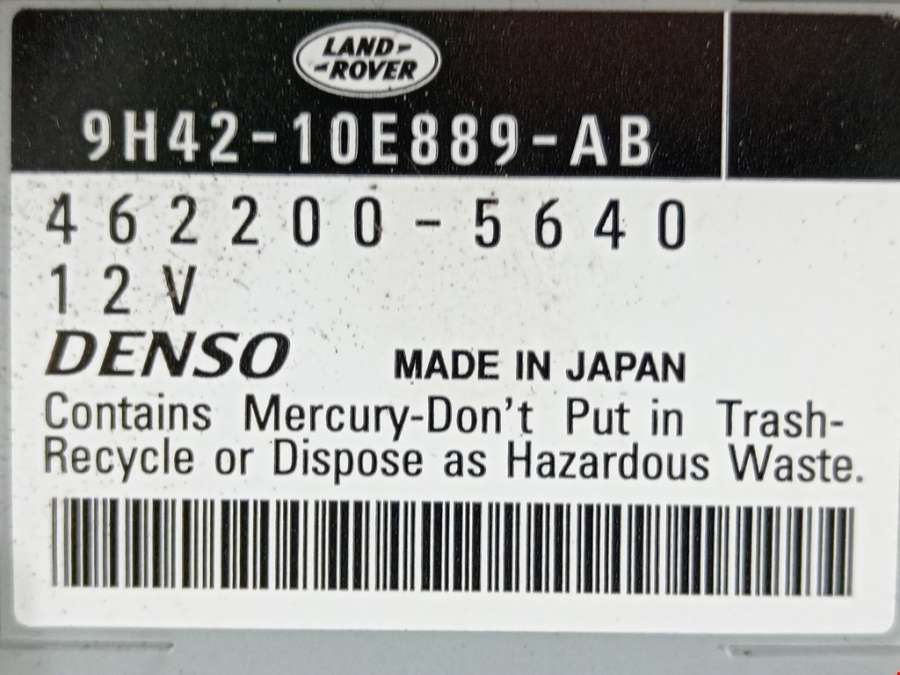 LAND-
-ROVER
9H42-10E889-AB
462200-5640
12V
DENSO MADE IN JAPAN
Contains Mercury-Don't Put in Trash-
Recycle or Dispose as Hazardous Waste.